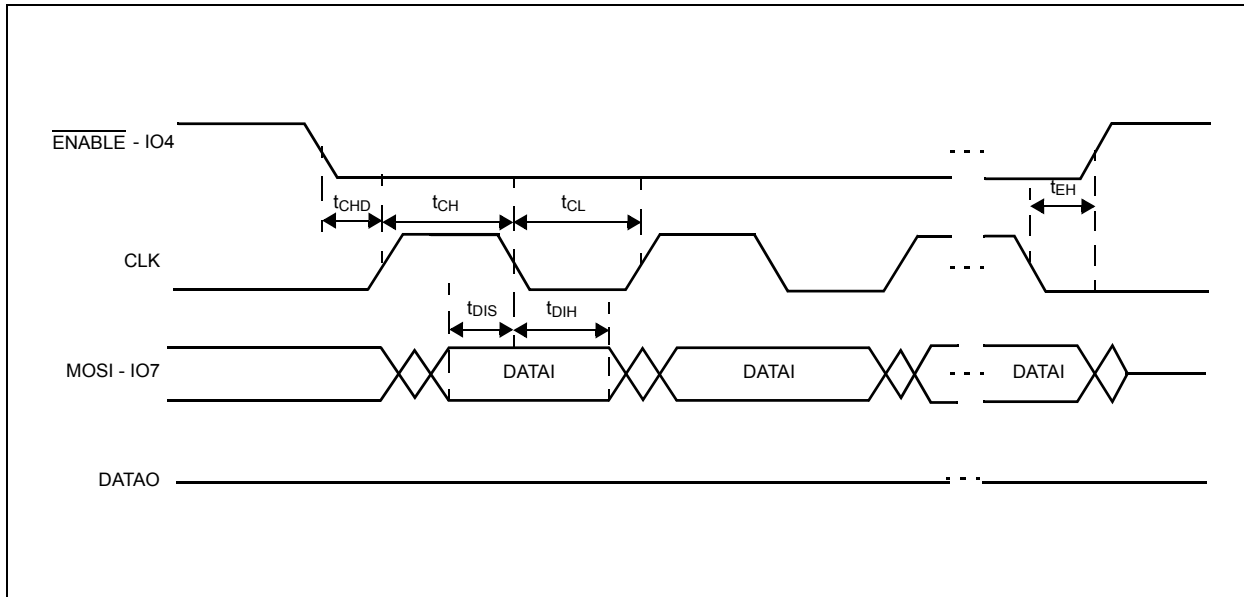 ENABLE - IO4
tCHD
tCH
tCL
tEH
CLK
tDIS
tDIH
MOSI - IO7
DATAI
DATAI
DATAI
DATAO